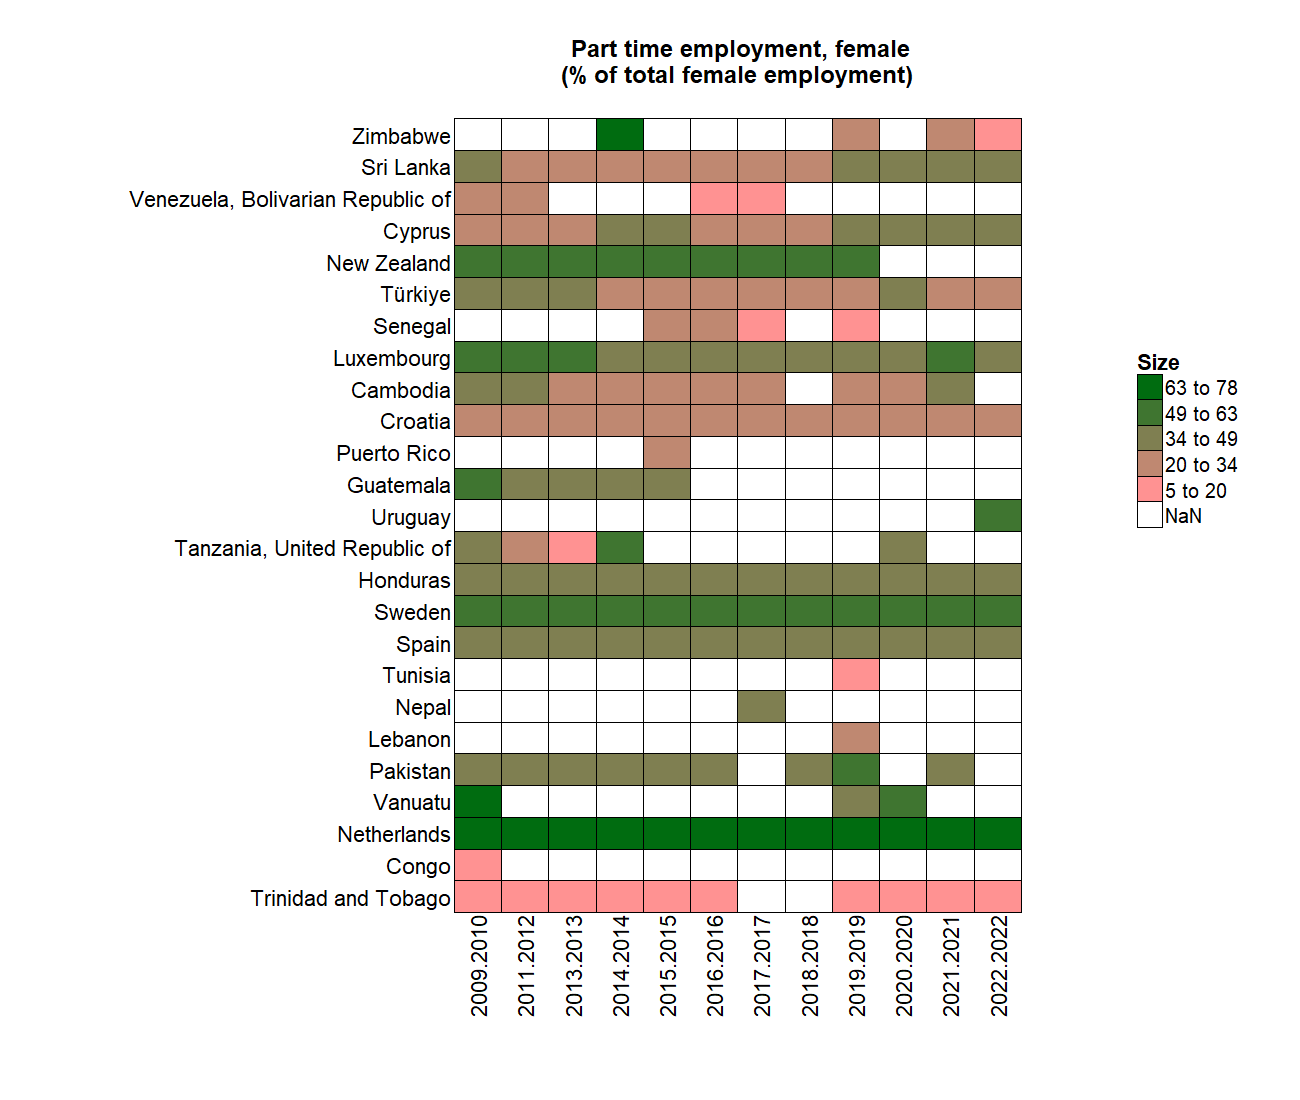 Part time employment, female
(% of total female employment)
Zimbabwe
Sri Lanka
Venezuela, Bolivarian Republic of
Cyprus
New Zealand
Türkiye
Senegal
Luxembourg
Cambodia
Croatia
Puerto Rico
Guatemala
Uruguay
Tanzania, United Republic of
Honduras
Sweden
Spain
Tunisia
Nepal
Lebanon
Pakistan
Vanuatu
Netherlands
Congo
Trinidad and Tobago
2009.2010
2011.2012
2013.2013
2014.2014
2015.2015
2016.2016
2017.2017
2018.2018
2019.2019
2020.2020
2021.2021
2022.2022
Size
63 to 78
49 to 63
34 to 49
20 to 34
5 to 20
NaN